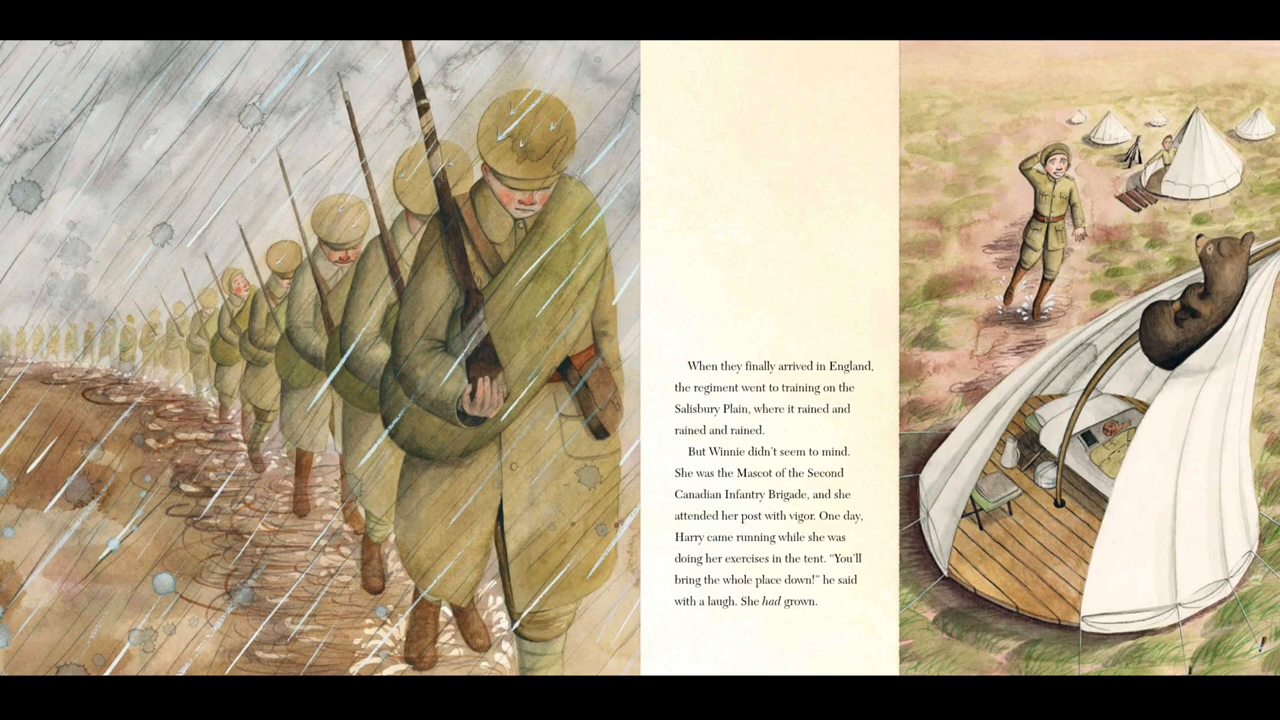 When they finally arrived in England,
the regiment went to training on the
Salisbury Plain, where it rained and
rained and rained.
But Winnie didn’t seem to mind.
She was the Mascot of the Second
Canadian Infantry Brigade, and she
attended her post with vigor. One day,
Harry came running while she was
doing her exercises in the tent. “You’ll
bring the whole place down!” he said
with a laugh. She had grown.